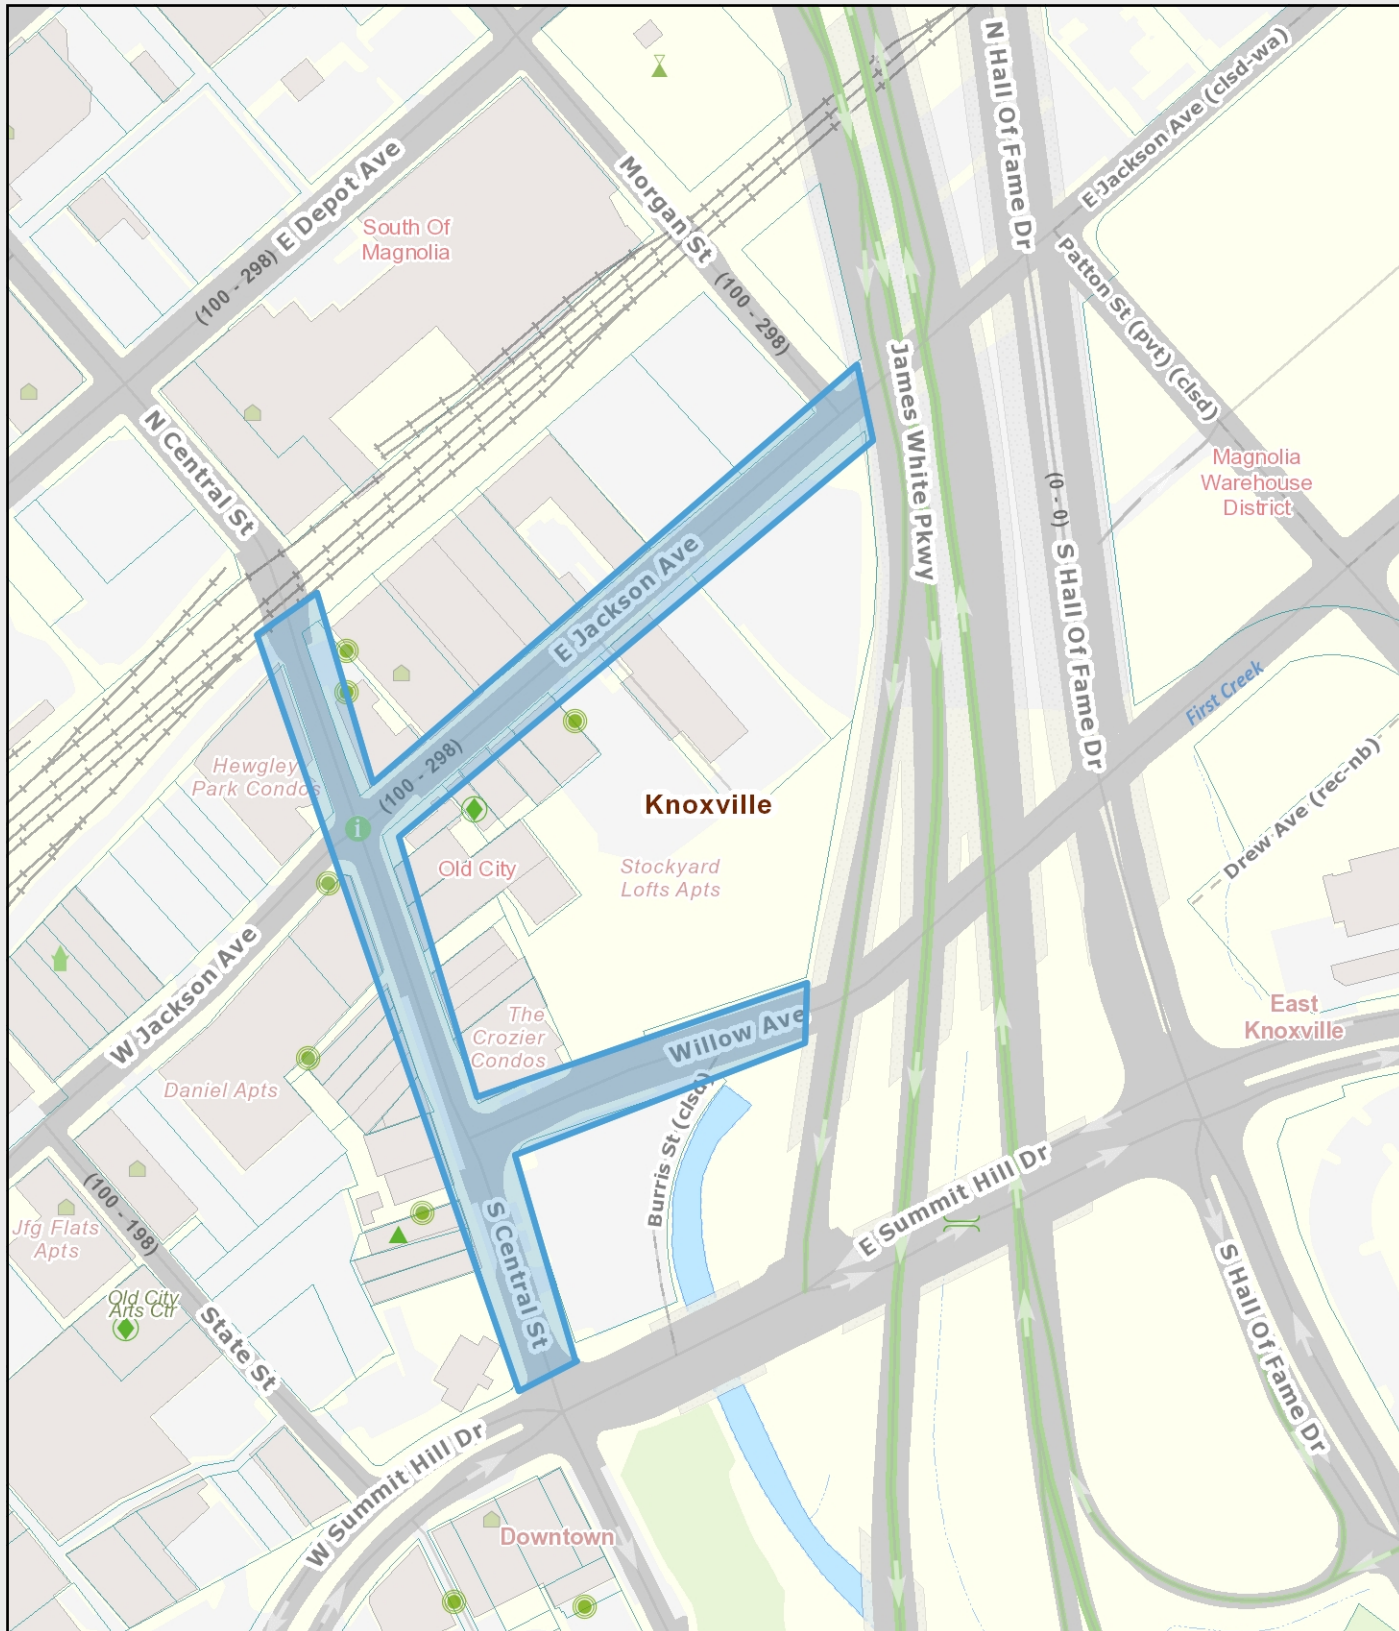 N Hall Of Fame Dr
E Jackson Ave (clsd-wa)
(100 - 298) E Depot Ave
South Of
Magnolia
Morgan St (100 - 298)
Patton St (pvt) (clsd)
N Central St
James White Pkwy
Magnolia
Warehouse
District
(0 - 0) S Hall Of Fame Dr
E Jackson Ave
(100 - 298)
First Creek
Hewgley
Park Condos
i
Knoxville
Drew Ave (rec-nb)
Old City
Stockyard
Lofts Apts
W Jackson Ave
The
Crozier
Condos
Willow Ave
East
Knoxville
Daniel Apts
Burris St (clsd)
E Summit Hill Dr
(100 - 198)
State St
Jfg Flats
Apts
S Central St
Old City
Arts Ctr
S Hall Of Fame Dr
W Summit Hill Dr
Downtown